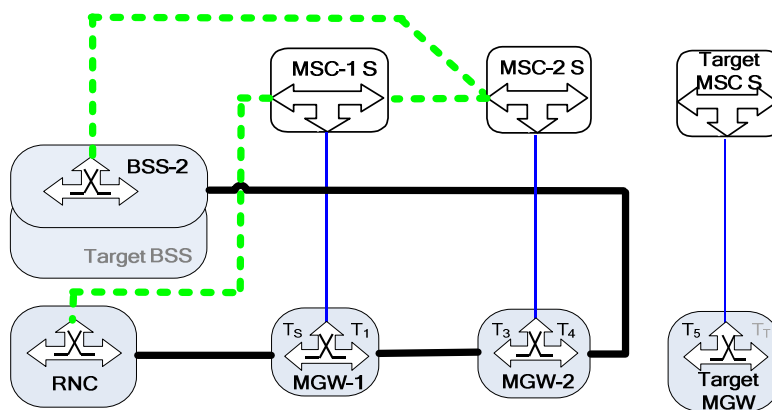 MSC-1 S
MSC-2 S
Target
MSC S
BSS-2
Target BSS
TS
T1
T3
T4
T5
TT
RNC
MGW-1
MGW-2
Target
MGW